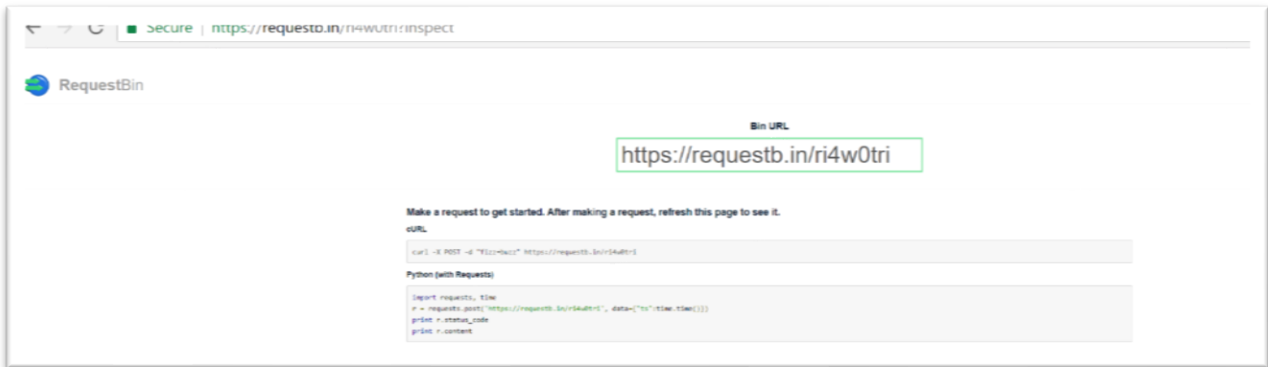 Secure | https://requestb.in/ri4w0tri?inspect
RequestBin
Bin URL
https://requestb.in/ri4w0tri
Make a request to get started. After making a request, refresh this page to see it.
cURL
curl -X POST -d "fizz=buzz" https://requestb.in/ri4w0tri
Python (with Requests)
import requests, time
r = requests.post('https://requestb.in/ri4w0tri', data={"ts":time.time()})
print r.status_code
print r.content